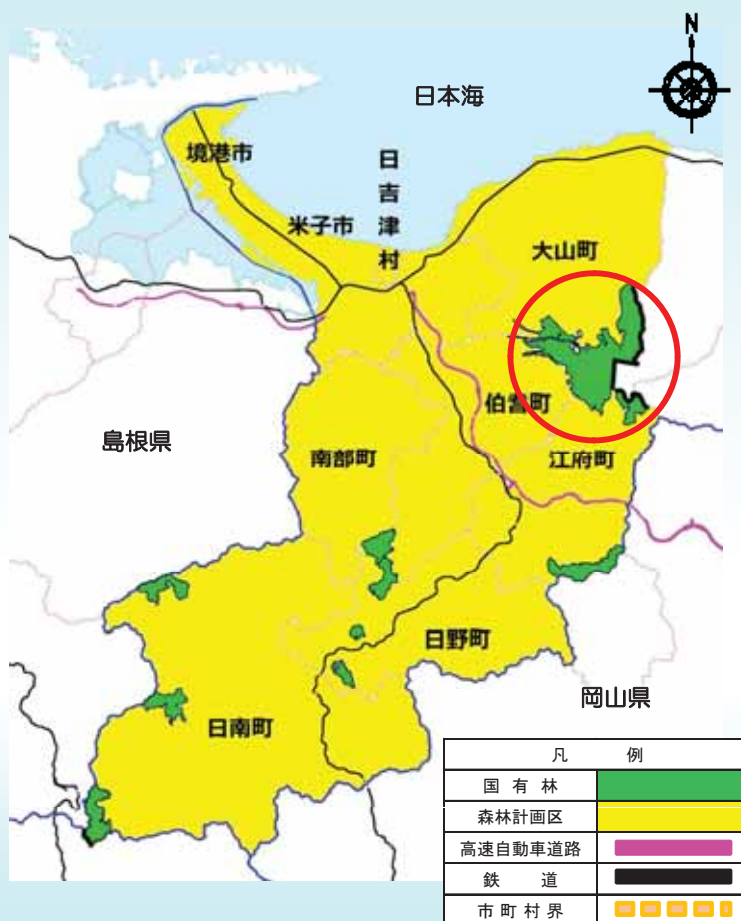 N
日本海
境港市
日吉津村
米子市
大山町
伯耆町
島根県
南部町
江府町
日野町
岡山県
日南町
凡 例
国 有 林
森林計画区
高速自動車道路
鉄 道
市 町 村 界